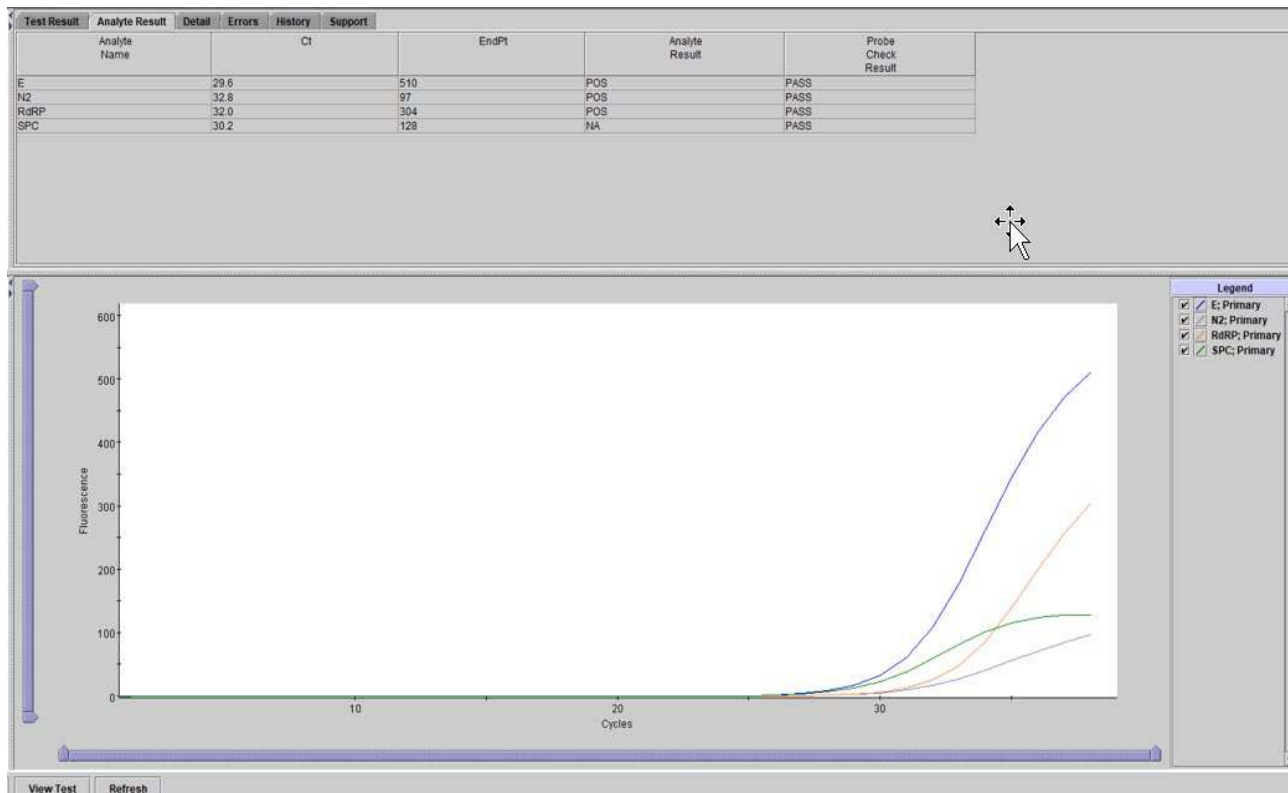 Test Result Analyte Result Detail Errors History Support
Analyte Name Ct EndPt Analyte Result Probe Check Result
E 29.6 510 POS PASS
N2 32.8 97 POS PASS
RdRP 32.0 304 POS PASS
SPC 30.2 128 NA PASS
Legend
E; Primary
N2; Primary
RdRP; Primary
SPC; Primary
600
500
400
300
200
100
0
Fluorescence
10 20 30
Cycles
View Test Refresh